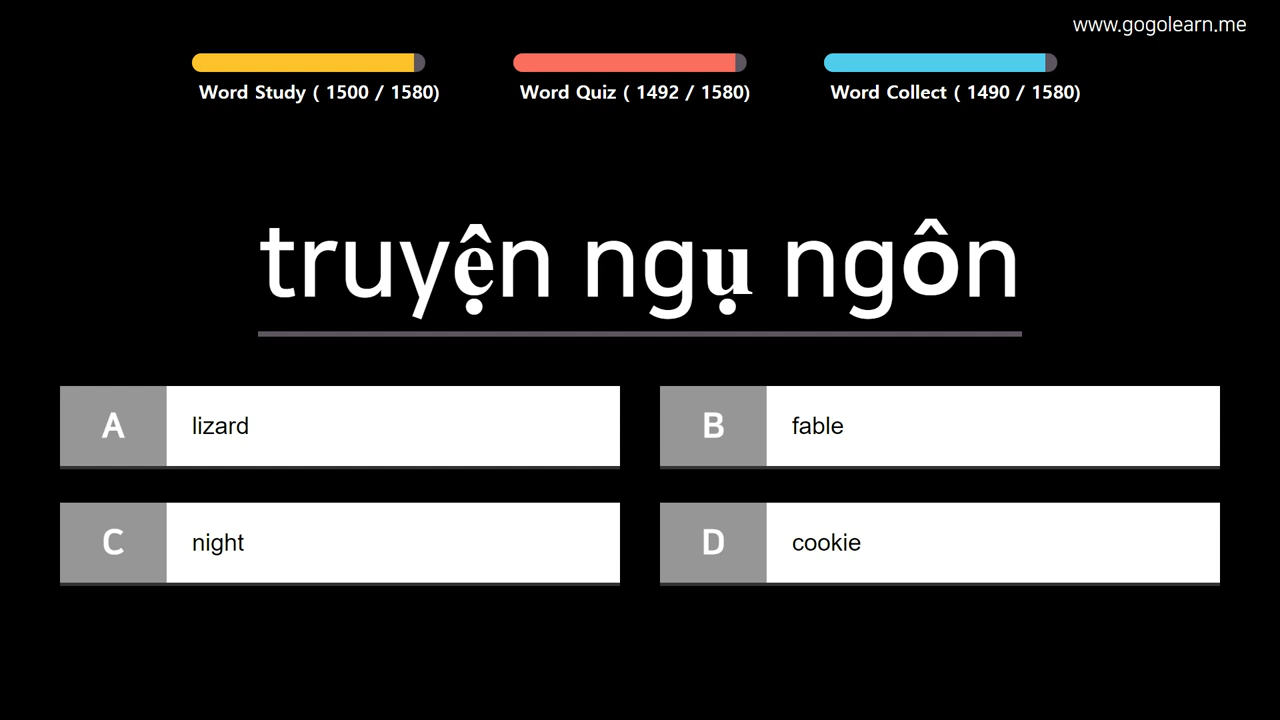 www.gogolearn.me
Word Study ( 1500 / 1580)
Word Quiz ( 1492 / 1580)
Word Collect ( 1490 / 1580)
truyện ngụ ngôn
A lizard
B fable
C night
D cookie